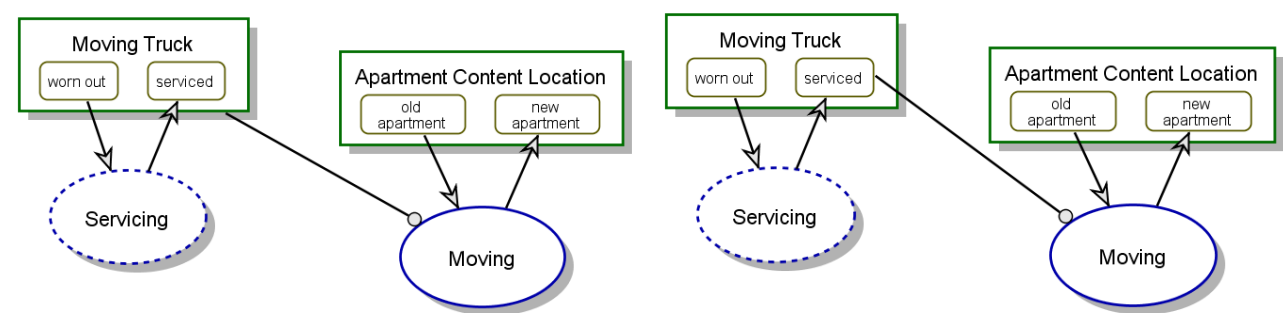 Moving Truck
worn out
serviced
Apartment Content Location
old
apartment
new
apartment
Servicing
Moving
Moving Truck
worn out
serviced
Apartment Content Location
old
apartment
new
apartment
Servicing
Moving